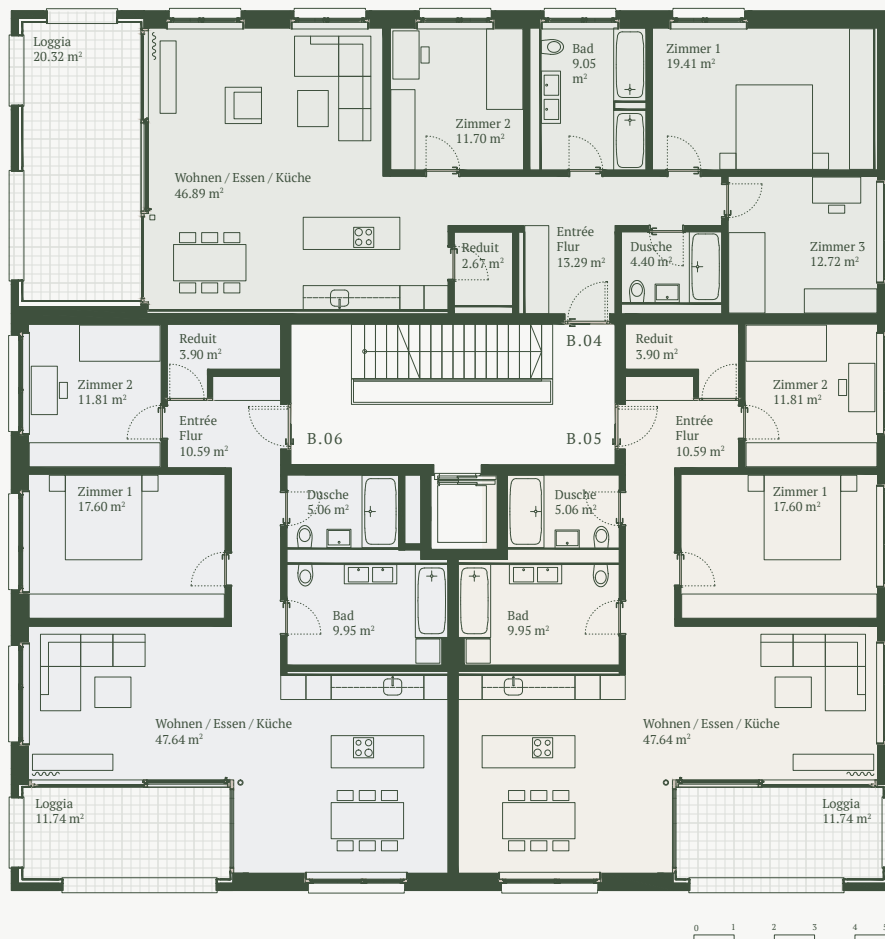 Loggia
20.32 m²
Wohnen / Essen / Küche
46.89 m²
Zimmer 2
11.70 m²
Bad
9.05
m²
Zimmer 1
19.41 m²
Reduit
2.67 m²
Entrée
Flur
13.29 m²
Dusche
4.40 m²
Zimmer 3
12.72 m²
B.04
Reduit
3.90 m²
Zimmer 2
11.81 m²
Entrée
Flur
10.59 m²
B.06
B.05
Reduit
3.90 m²
Zimmer 2
11.81 m²
Entrée
Flur
10.59 m²
Zimmer 1
17.60 m²
Dusche
5.06 m²
Dusche
5.06 m²
Zimmer 1
17.60 m²
Bad
9.95 m²
Bad
9.95 m²
Wohnen / Essen / Küche
47.64 m²
Wohnen / Essen / Küche
47.64 m²
Loggia
11.74 m²
Loggia
11.74 m²
0 1 2 3 4